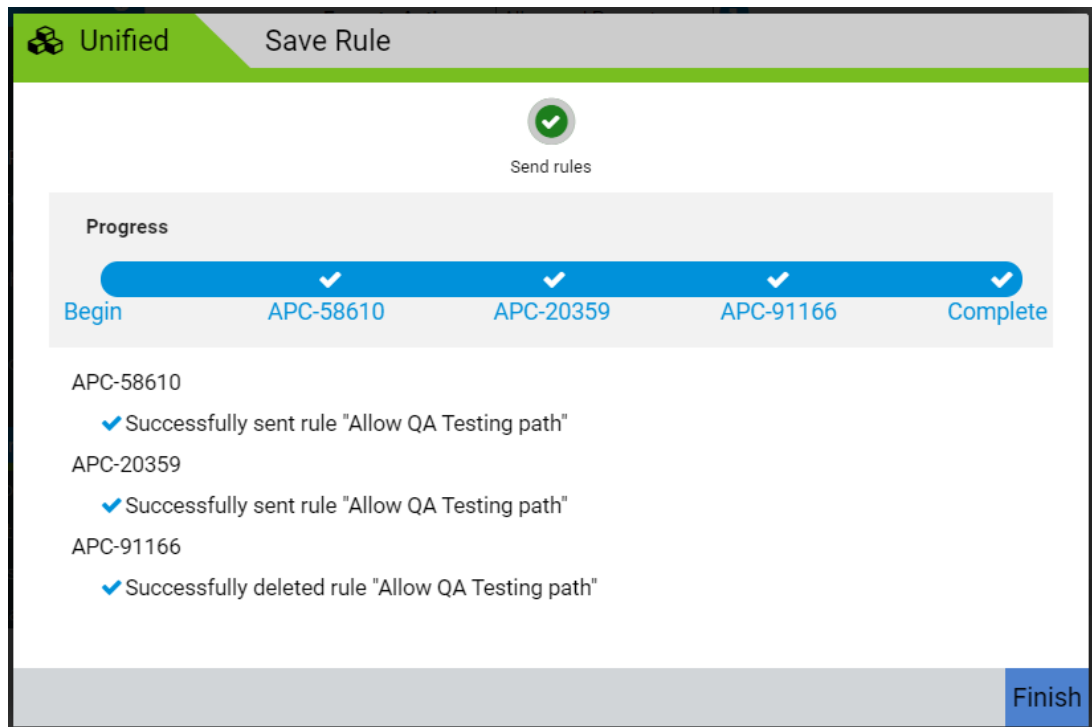 Unified
Save Rule
Send rules
Progress
Begin APC-58610 APC-20359 APC-91166 Complete
APC-58610
Successfully sent rule "Allow QA Testing path"
APC-20359
Successfully sent rule "Allow QA Testing path"
APC-91166
Successfully deleted rule "Allow QA Testing path"
Finish